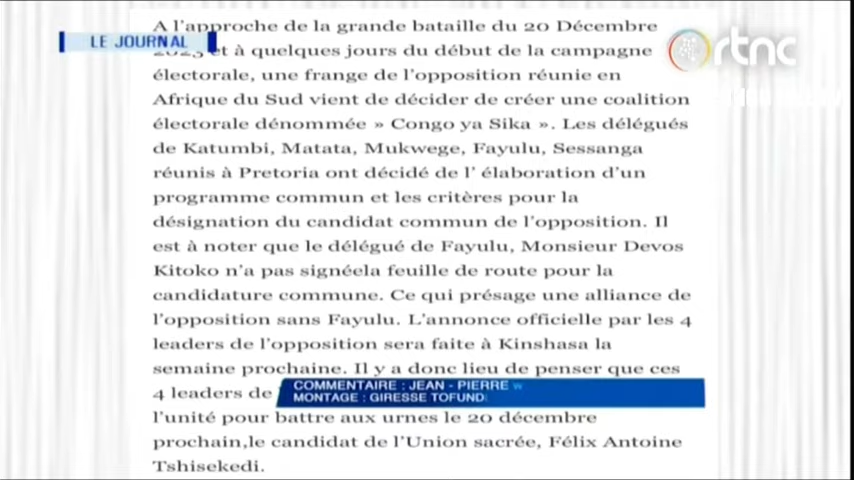 A l'approche de la grande bataille du 20 Décembre
LE JOURNAL
rtnc
et à quelques jours du début de la campagne
électorale, une frange de l'opposition réunie en
Afrique du Sud vient de décider de créer une coalition
électorale dénommée » Congo ya Sika ». Les délégués
de Katumbi, Matata, Mukwege, Fayulu, Sessanga
réunis à Pretoria ont décidé de l' élaboration d'un
programme commun et les critères pour la
désignation du candidat commun de l'opposition. Il
est à noter que le délégué de Fayulu, Monsieur Devos
Kitoko n'a pas signéela feuille de route pour la
candidature commune. Ce qui présage une alliance de
l'opposition sans Fayulu. L'annonce officielle par les 4
leaders de l'opposition sera faite à Kinshasa la
semaine prochaine. Il y a donc lieu de penser que ces
4 leaders de
COMMENTAIRE : JEAN - PIERRE
MONTAGE : GIRESSE TOFUND
l'unité pour battre aux urnes le 20 décembre
prochain,le candidat de l'Union sacrée, Félix Antoine
Tshisekedi.